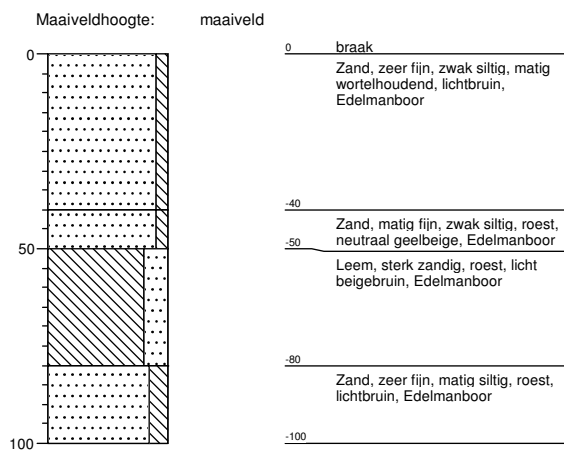 Maaiveldhoogte: maaiveld
0
50
100
0 braak
Zand, zeer fijn, zwak siltig, matig
wortelhoudend, lichtbruin,
Edelmanboor
-40
Zand, matig fijn, zwak siltig, roest,
neutraal geelbeige, Edelmanboor
-50
Leem, sterk zandig, roest, licht
beigebruin, Edelmanboor
-80
Zand, zeer fijn, matig siltig, roest,
lichtbruin, Edelmanboor
-100